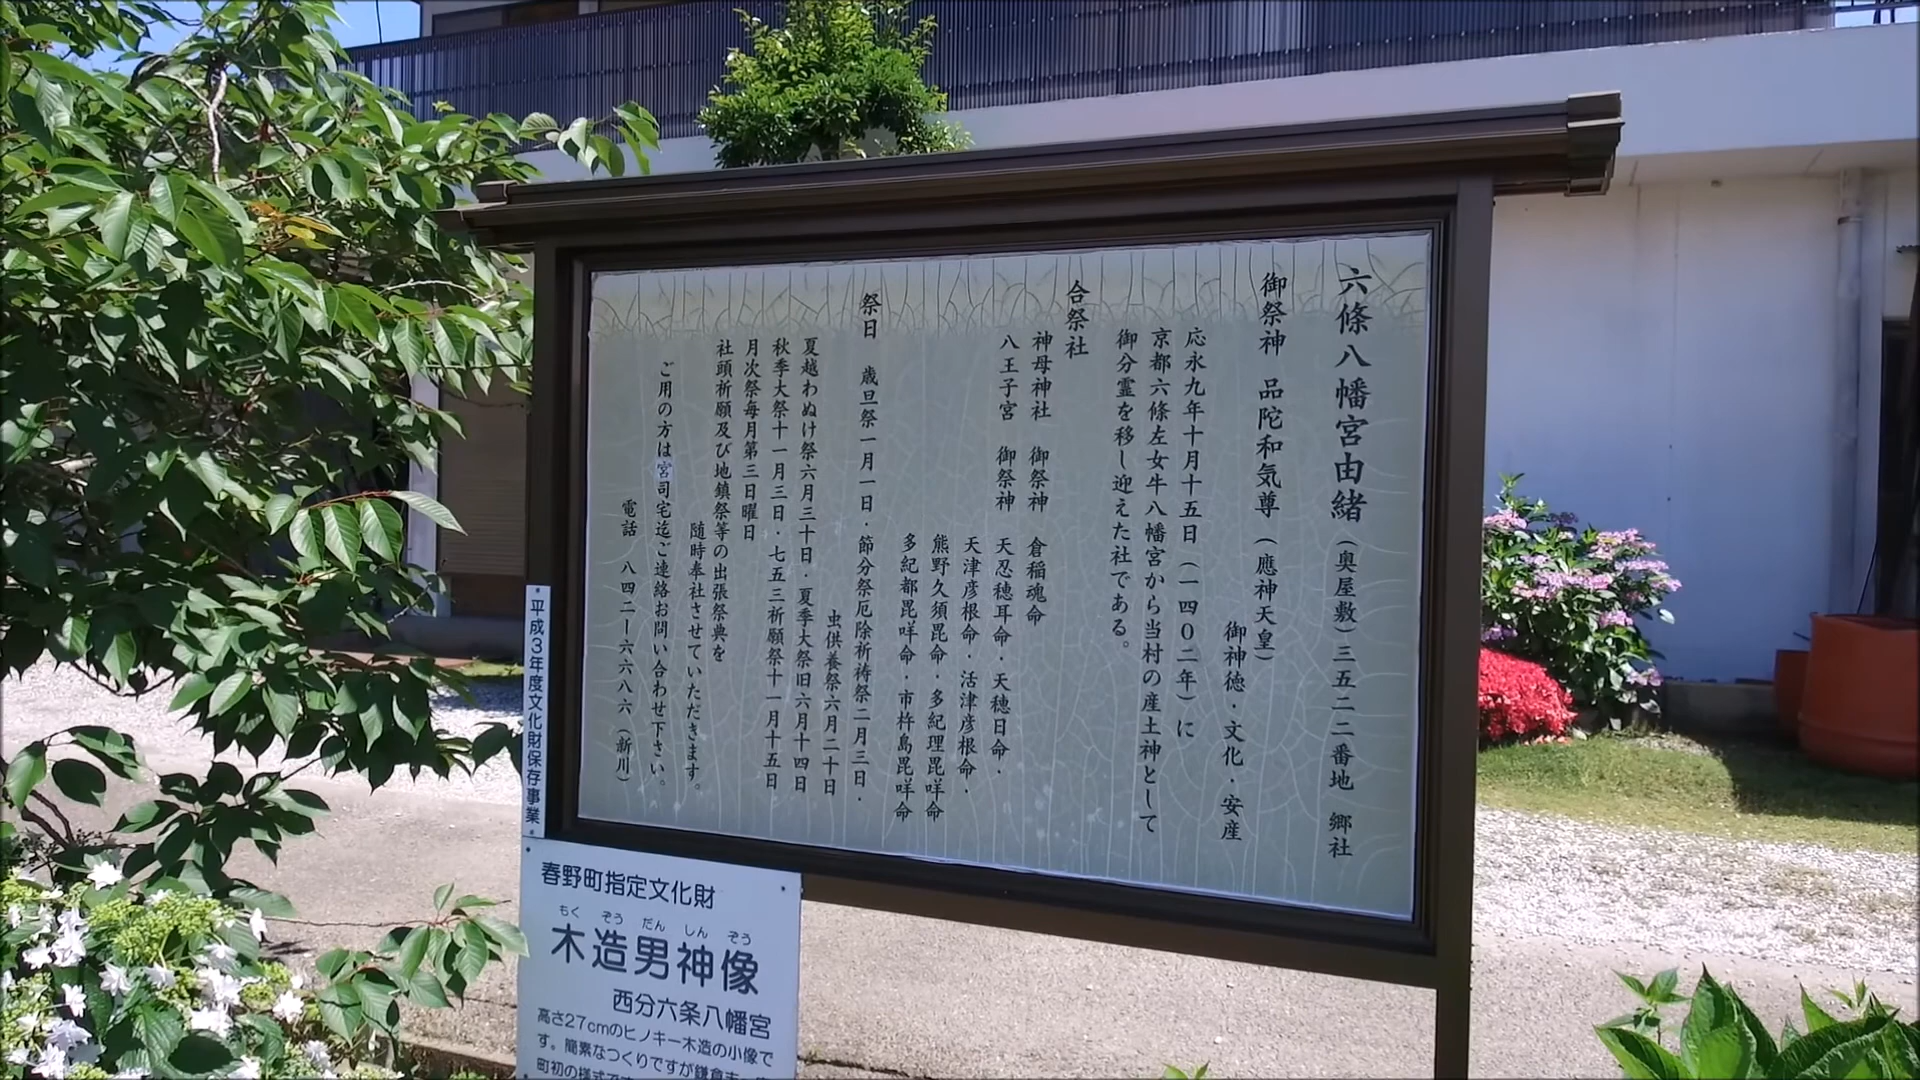 六條八幡宮由緒（奥屋敷）三五二二番地　郷社
御祭神　品陀和気尊（應神天皇）
御神徳・文化・安産
応永九年十月十五日（一四０二年）に
京都六條左女牛八幡宮から当村の産土神として
御分霊を移し迎えた社である。
合祭社
神母神社　御祭神　倉稲魂命
八王子宮　御祭神　天忍穂耳命・天穂日命・
天津彦根命・活津彦根命・
熊野久須毘命・多紀理毘咩命
多紀都毘咩命・市杵島毘咩命
祭日　歳旦祭一月一日・節分祭厄除祈祷祭二月三日・
虫供養祭六月二十日
夏越わぬけ祭六月三十日・夏季大祭旧六月十四日
秋季大祭十一月三日・七五三祈願祭十一月十五日
月次祭毎月第三日曜日
社頭祈願及び地鎮祭等の出張祭典を
随時奉社させていただきます。
ご用の方は宮司宅迄ご連絡お問い合わせ下さい。
電話　八四二ー六六八六（新川）
平成３年度文化財保存事業
春野町指定文化財
もく ぞう だん しん ぞう
木造男神像
西分六条八幡宮
高さ27cmのヒノキ一木造の小像で
す。簡素なつくりですが鎌倉
町初の様式